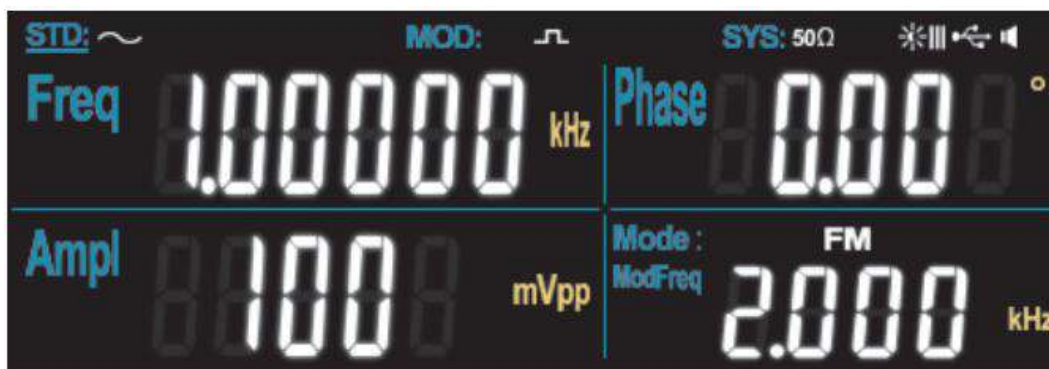 STD: MOD: SYS: 50Ω
Freq 1.00000 kHz
Phase 0.00 °
Ampl 100 mVpp
Mode: FM
ModFreq 2.000 kHz